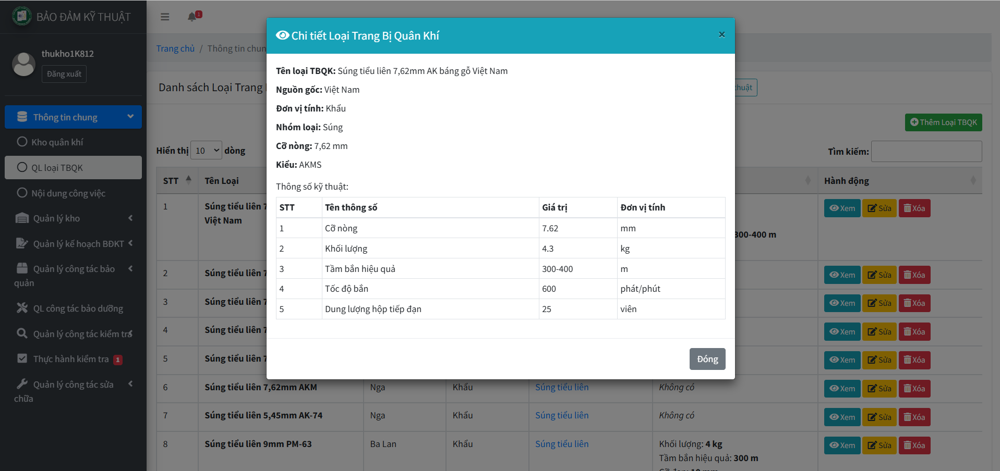 BẢO ĐẢM KỸ THUẬT
1
thukho1K812
Đăng xuất
Thông tin chung
Kho quân khí
QL loại TBQK
Nội dung công việc
Quản lý kho
Quản lý kế hoạch BĐKT
Quản lý công tác bảo
quản
QL công tác bảo dưỡng
Quản lý công tác kiểm tra
Thực hành kiểm tra 1
Quản lý công tác sửa
chữa
Trang chủ / Thông tin chun
Danh sách Loại Trang
thuật
Thêm Loại TBQK
Hiển thị 10 dòng
Tìm kiếm:
STT Tên Loại Hành động
1 Súng tiểu liên 7 Xem Sửa Xóa
Việt Nam
300-400 m
2 Súng tiểu liên 7 Xem Sửa Xóa
3 Súng tiểu liên 7 Xem Sửa Xóa
4 Súng tiểu liên 7 Xem Sửa Xóa
5 Súng tiểu liên 7 Xem Sửa Xóa
6 Súng tiểu liên 7,62mm AKM Nga Khẩu Súng tiểu liên Không có Xem Sửa Xóa
7 Súng tiểu liên 5,45mm AK-74 Nga Khẩu Súng tiểu liên Không có Xem Sửa Xóa
8 Súng tiểu liên 9mm PM-63 Ba Lan Khẩu Súng tiểu liên Khối lượng: 4 kg Xem Sửa Xóa
Tầm bắn hiệu quả: 300 m
Chi tiết Loại Trang Bị Quân Khí ×
Tên loại TBQK: Súng tiểu liên 7,62mm AK báng gỗ Việt Nam
Nguồn gốc: Việt Nam
Đơn vị tính: Khẩu
Nhóm loại: Súng
Cỡ nòng: 7,62 mm
Kiểu: AKMS
Thông số kỹ thuật:
STT Tên thông số Giá trị Đơn vị tính
1 Cỡ nòng 7.62 mm
2 Khối lượng 4.3 kg
3 Tầm bắn hiệu quả 300-400 m
4 Tốc độ bắn 600 phát/phút
5 Dung lượng hộp tiếp đạn 25 viên
Đóng